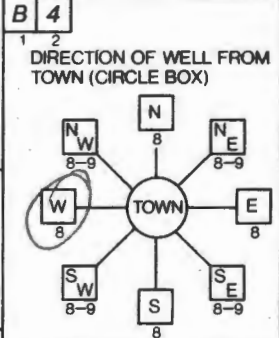 B 4
1 2
DIRECTION OF WELL FROM
TOWN (CIRCLE BOX)
N
8
NW
8-9
NE
8-9
W
8
TOWN
E
8
SW
8-9
S
8
SE
8-9